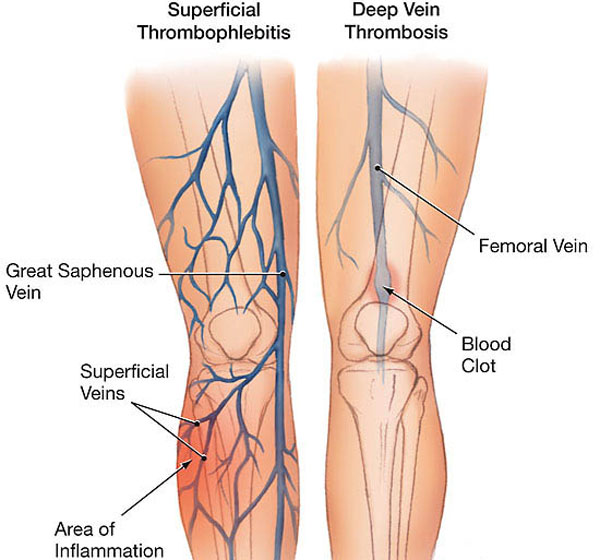 Superficial
Thrombophlebitis
Deep Vein
Thrombosis
Great Saphenous
Vein
Femoral Vein
Blood
Clot
Superficial
Veins
Area of
Inflammation